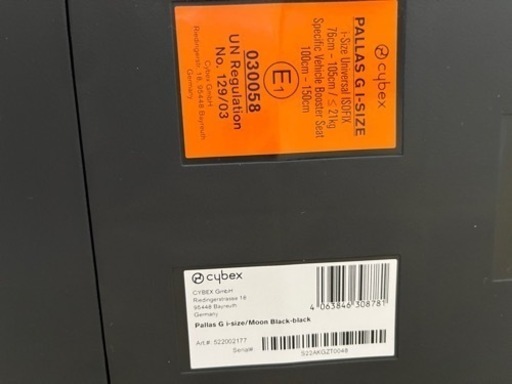 cybex
PALLAS G I-SIZE
i-Size Universal ISOFIX
76cm – 105cm / ≤ 21kg
Specific Vehicle Booster Seat
100cm – 150cm
E1
030058
UN Regulation
No. 129/03
Cybex GmbH
Riedingerstr. 18, 95448 Bayreuth
Germany
cybex
CYBEX GmbH
Riedingerstrasse 18
95448 Bayreuth
Germany
4 063846 308781
Pallas G i-size/Moon Black-black
Art.#: 522002177
Serial#:
S22AKGZT0048